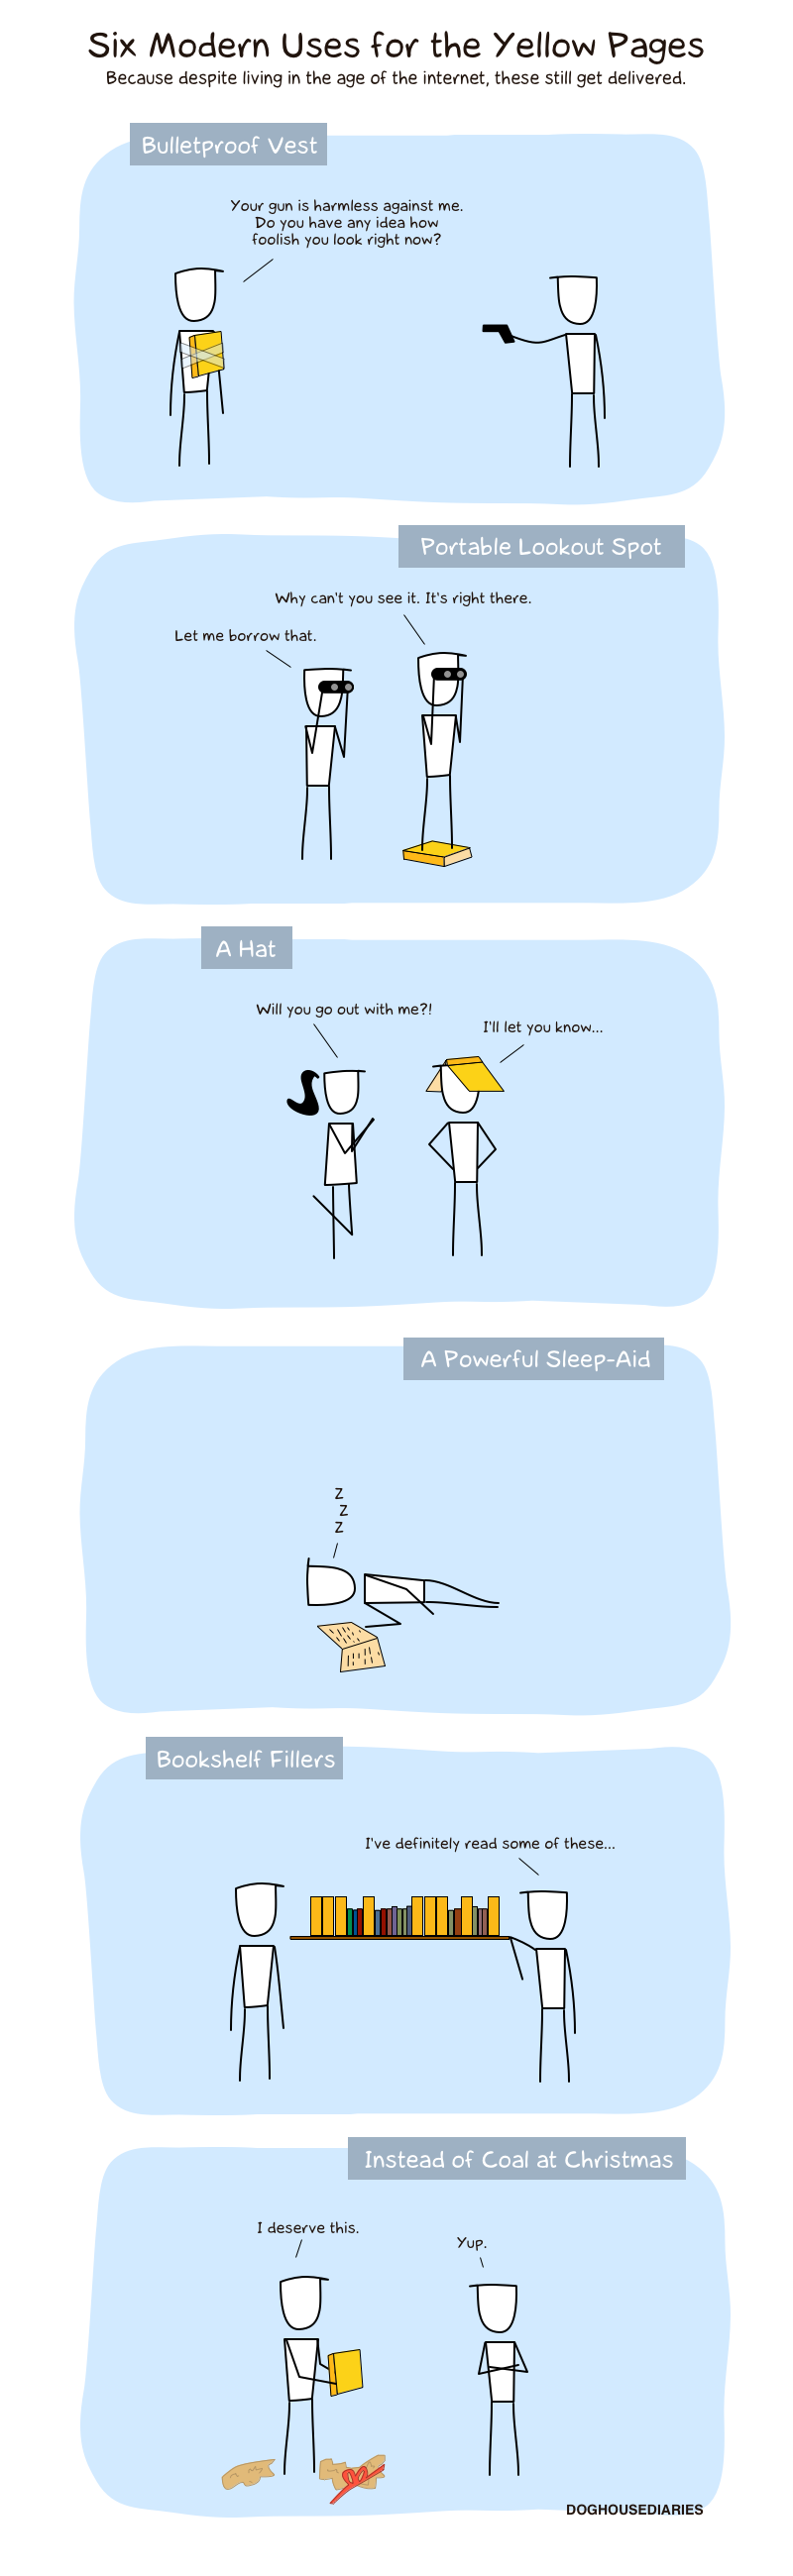 Six Modern Uses for the Yellow Pages
Because despite living in the age of the internet, these still get delivered.
Bulletproof Vest
Your gun is harmless against me.
Do you have any idea how
foolish you look right now?
Portable Lookout Spot
Why can't you see it. It's right there.
Let me borrow that.
A Hat
Will you go out with me?!
I'll let you know...
A Powerful Sleep-Aid
Z
Z
Z
Bookshelf Fillers
I've definitely read some of these...
Instead of Coal at Christmas
I deserve this.
Yup.
DOGHOUSEDIARIES